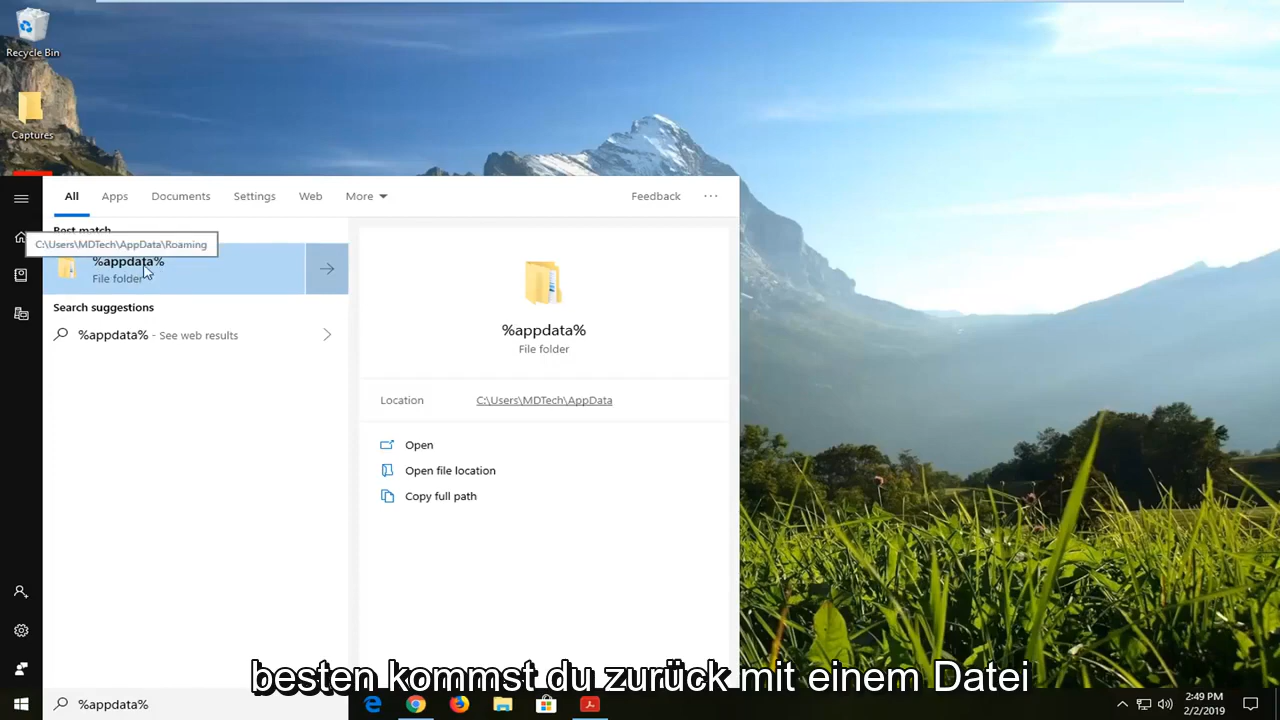 Recycle Bin
Captures
All Apps Documents Settings Web More Feedback ...
Best match
C:\Users\MDTech\AppData\Roaming
%appdata%
File folder
Search suggestions
%appdata% - See web results
%appdata%
File folder
Location C:\Users\MDTech\AppData
Open
Open file location
Copy full path
besten kommst du zurück mit einem Datei
%appdata%
2:49 PM
2/2/2019